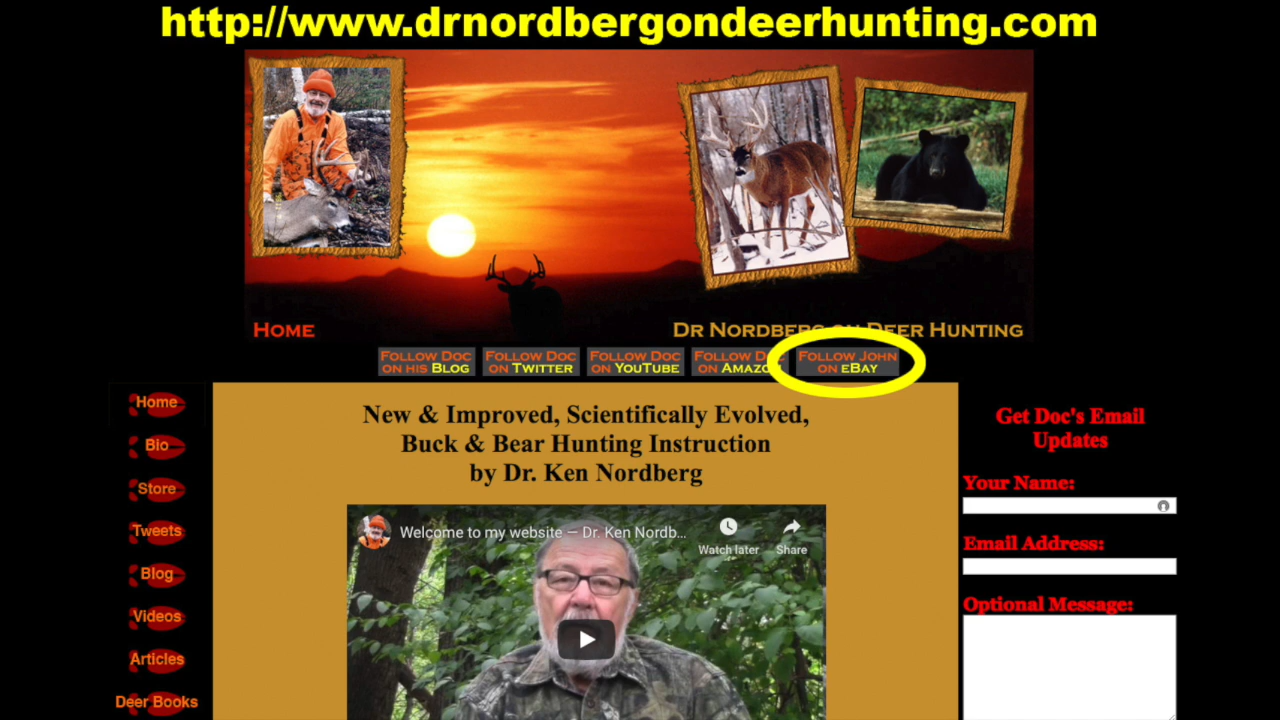 http://www.drnordbergondeerhunting.com
Home
Dr Nordberg on Deer Hunting
Follow Doc
on his Blog
Follow Doc
on Twitter
Follow Doc
on YouTube
Follow
on
Follow John
on eBay
Home
Bio
Store
Tweets
Blog
Videos
Articles
Deer Books
New & Improved, Scientifically Evolved,
Buck & Bear Hunting Instruction
by Dr. Ken Nordberg
Welcome to my website — Dr. Ken Nordb...
Watch later
Share
Get Doc's Email
Updates
Your Name:
Email Address:
Optional Message: